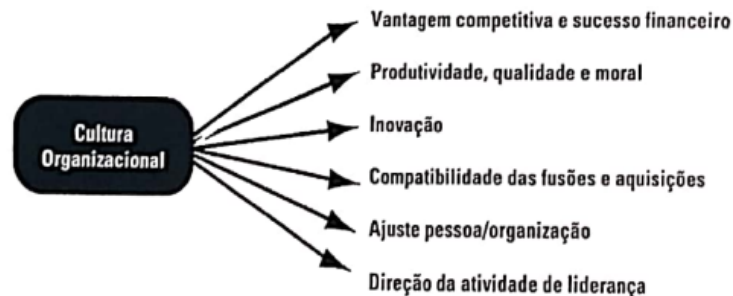 Vantagem competitiva e sucesso financeiro
Produtividade, qualidade e moral
Inovação
Cultura
Organizacional
Compatibilidade das fusões e aquisições
Ajuste pessoa/organização
Direção da atividade de liderança